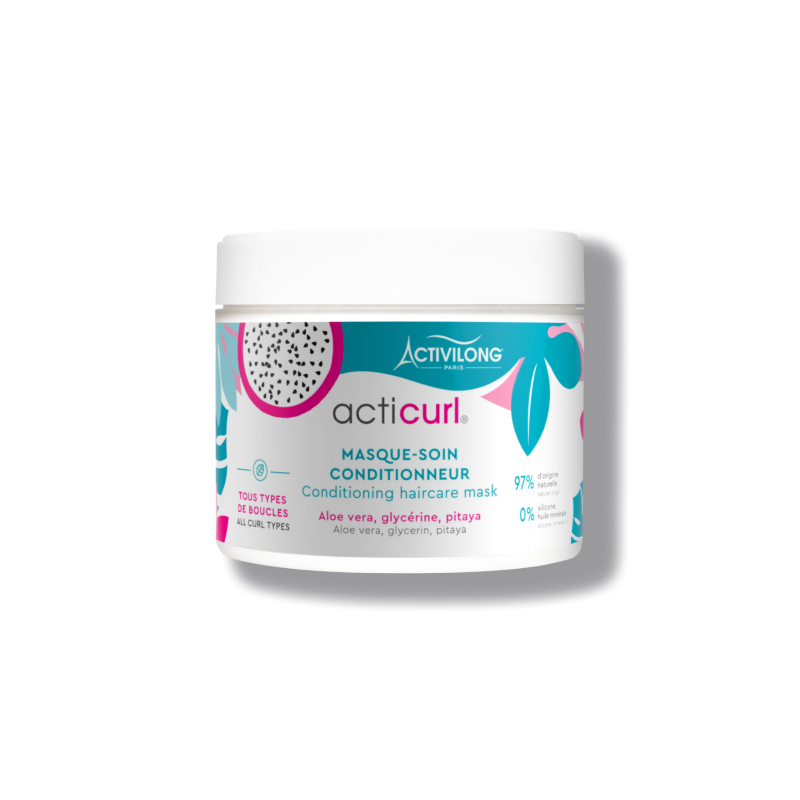 ACTIVILONG
PARIS
acticurl®
MASQUE-SOIN
CONDITIONNEUR
Conditioning haircare mask
Aloe vera, glycérine, pitaya
Aloe vera, glycerin, pitaya
TOUS TYPES
DE BOUCLES
ALL CURL TYPES
97% d'origine
naturelle
natural origin
0% silicone,
huile minérale